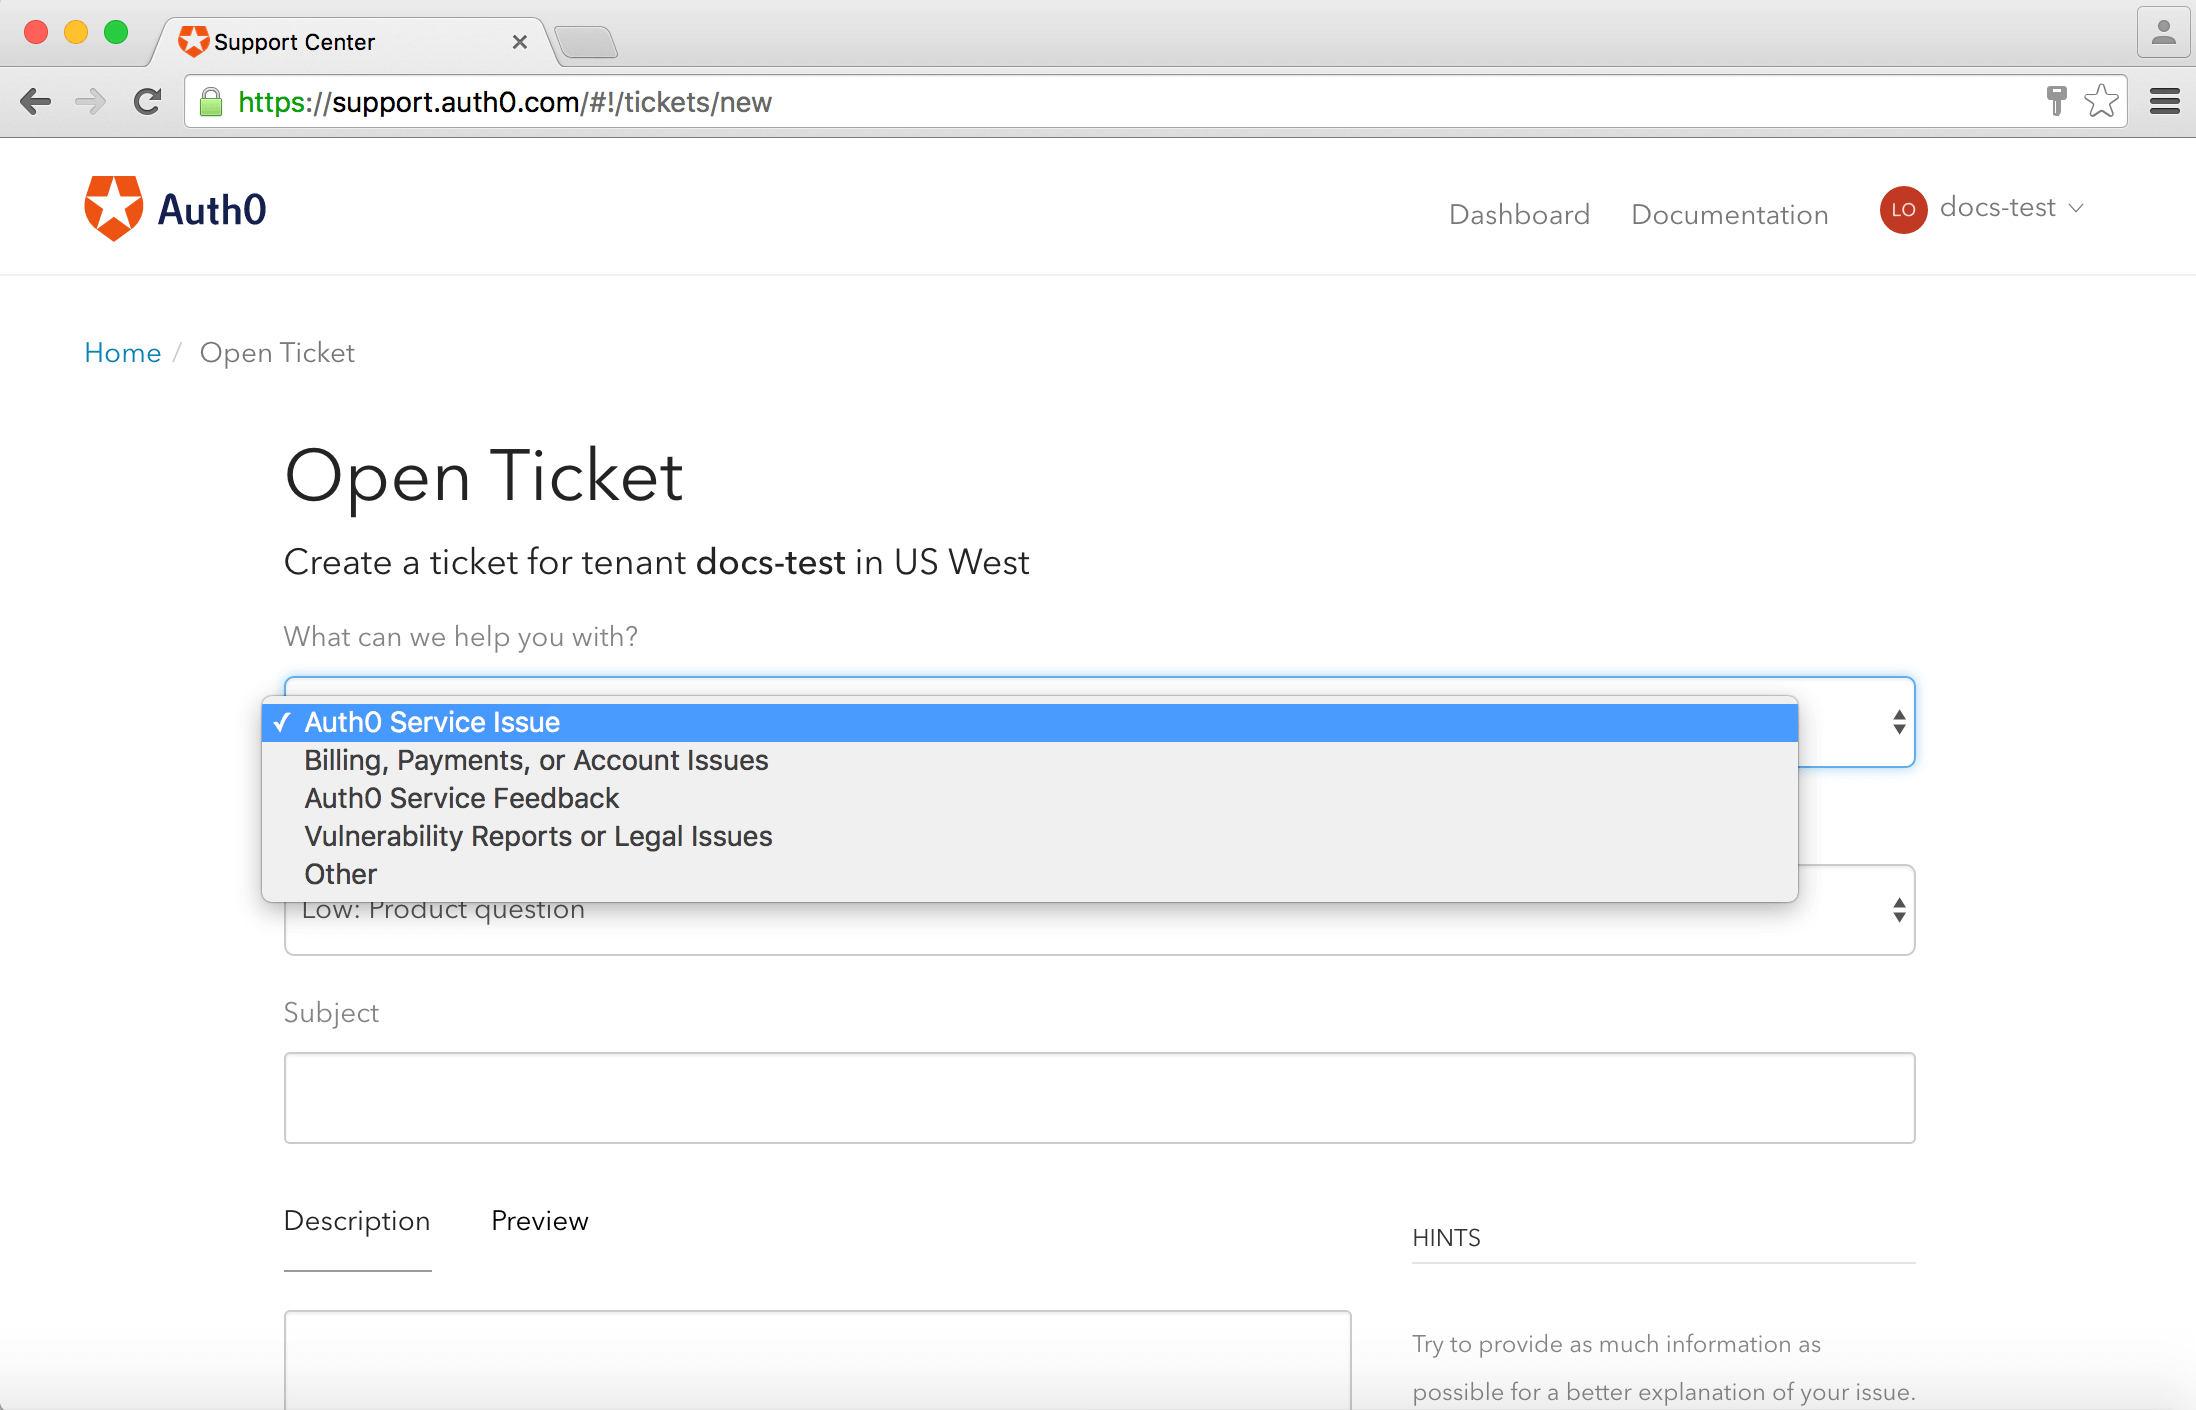 Support Center
https://support.auth0.com/#!/tickets/new
Auth0
Dashboard
Documentation
LO
docs-test
Home / Open Ticket
Open Ticket
Create a ticket for tenant docs-test in US West
What can we help you with?
✓ Auth0 Service Issue
Billing, Payments, or Account Issues
Auth0 Service Feedback
Vulnerability Reports or Legal Issues
Other
Low: Product question
Subject
Description
Preview
HINTS
Try to provide as much information as
possible for a better explanation of your issue.